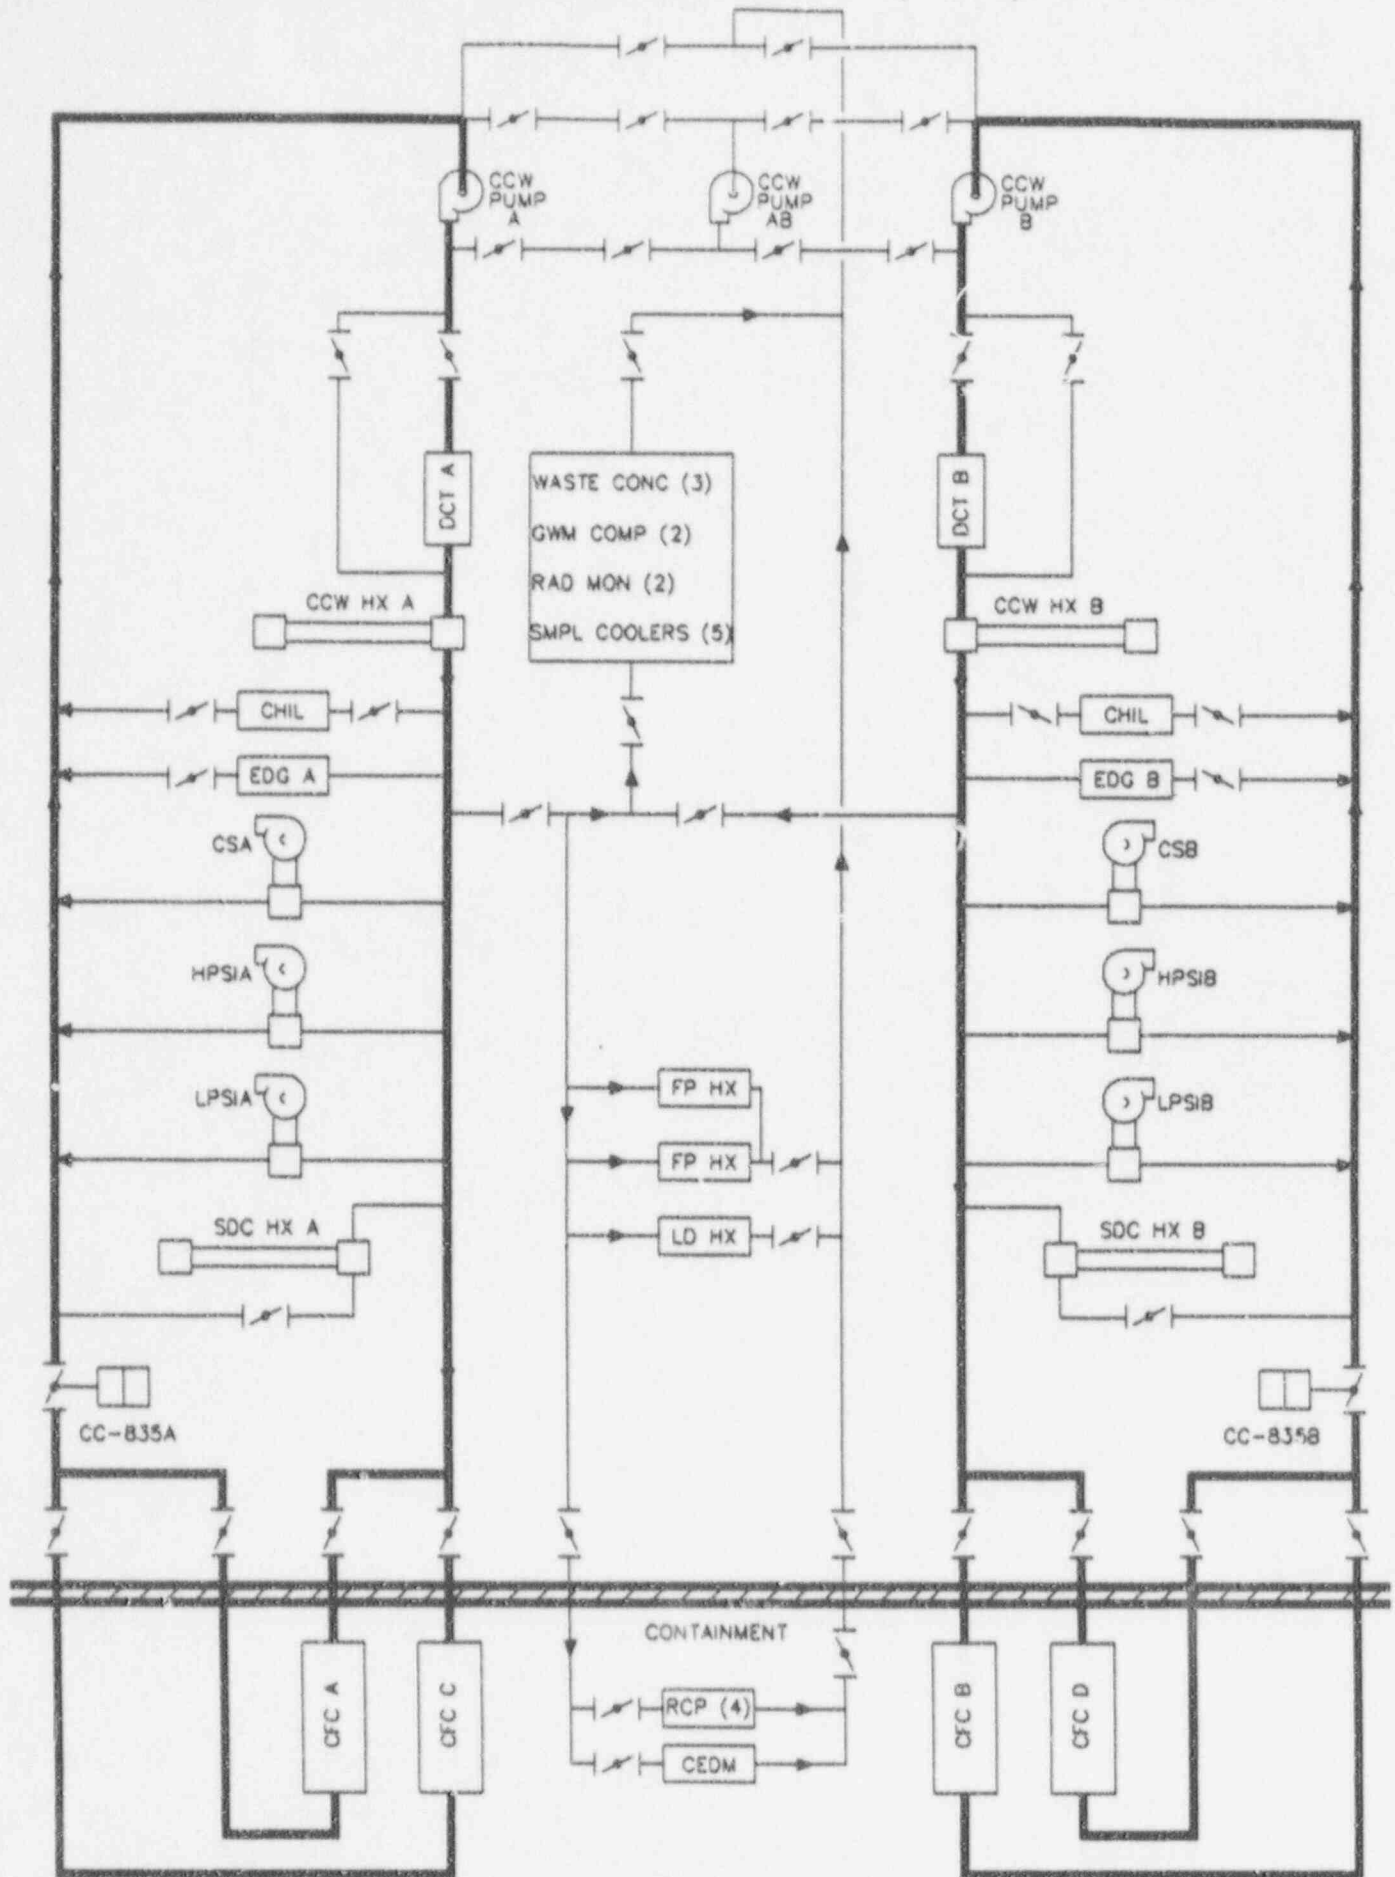 CCW
PUMP
A
CCW
PUMP
AB
CCW
PUMP
B
DCT A
WASTE CONC (3)
GWM COMP (2)
RAD MON (2)
SMPL COOLERS (5)
DCT B
CCW HX A
CCW HX B
CHIL
CHIL
EDG A
EDG B
CSA
CSB
HPSIA
HPSIB
FP HX
LPSIA
LPSIB
FP HX
SDC HX A
LD HX
SDC HX B
CC-835A
CC-835B
CONTAINMENT
CFC A
CFC C
RCP (4)
CEDM
CFC B
CFC D